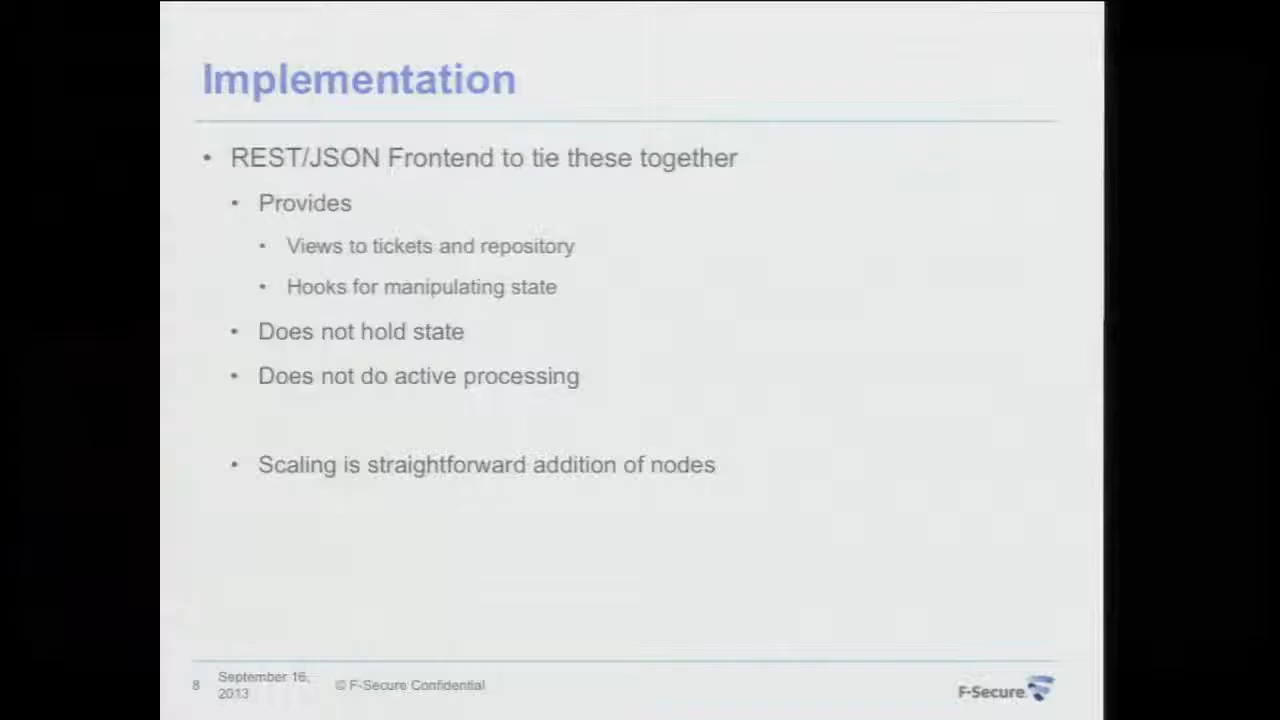 Implementation
• REST/JSON Frontend to tie these together
• Provides
• Views to tickets and repository
• Hooks for manipulating state
• Does not hold state
• Does not do active processing
• Scaling is straightforward addition of nodes
8
September 16,
2013
© F-Secure Confidential
F-Secure